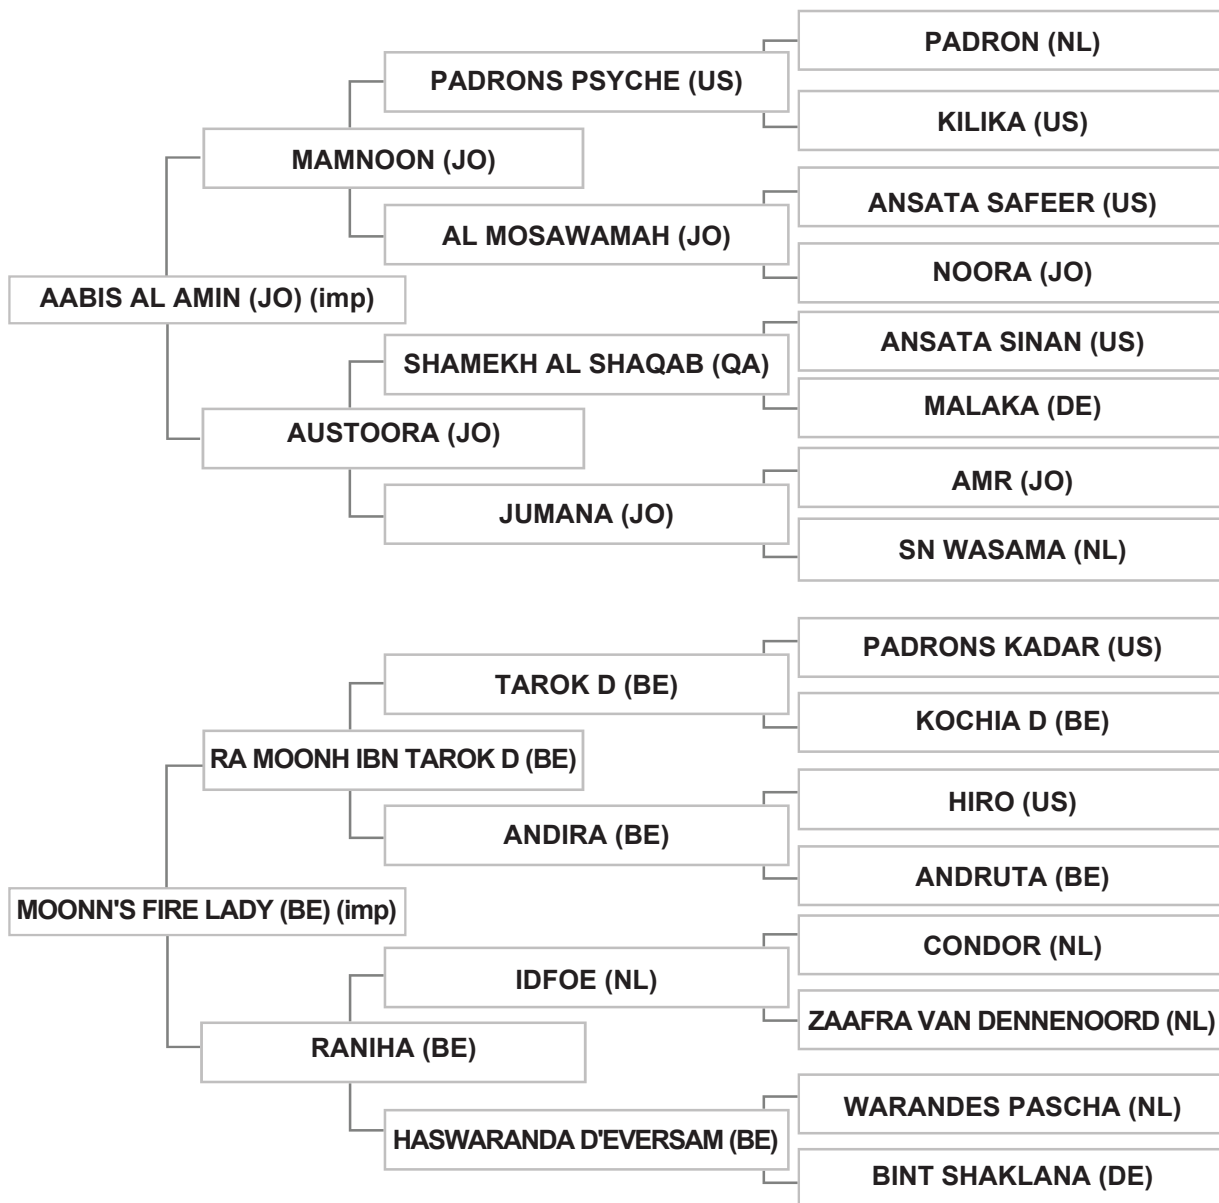 PADRON (NL)
PADRONS PSYCHE (US)
KILIKA (US)
MAMNOON (JO)
ANSATA SAFEER (US)
AL MOSAWAMAH (JO)
NOORA (JO)
AABIS AL AMIN (JO) (imp)
ANSATA SINAN (US)
SHAMEKH AL SHAQAB (QA)
MALAKA (DE)
AUSTOORA (JO)
AMR (JO)
JUMANA (JO)
SN WASAMA (NL)
PADRONS KADAR (US)
TAROK D (BE)
KOCHIA D (BE)
RA MOONH IBN TAROK D (BE)
HIRO (US)
ANDIRA (BE)
ANDRUTA (BE)
MOONN'S FIRE LADY (BE) (imp)
CONDOR (NL)
IDFOE (NL)
ZAAFRA VAN DENNENOORD (NL)
RANIHA (BE)
WARANDES PASCHA (NL)
HASWARANDA D'EVERSAM (BE)
BINT SHAKLANA (DE)